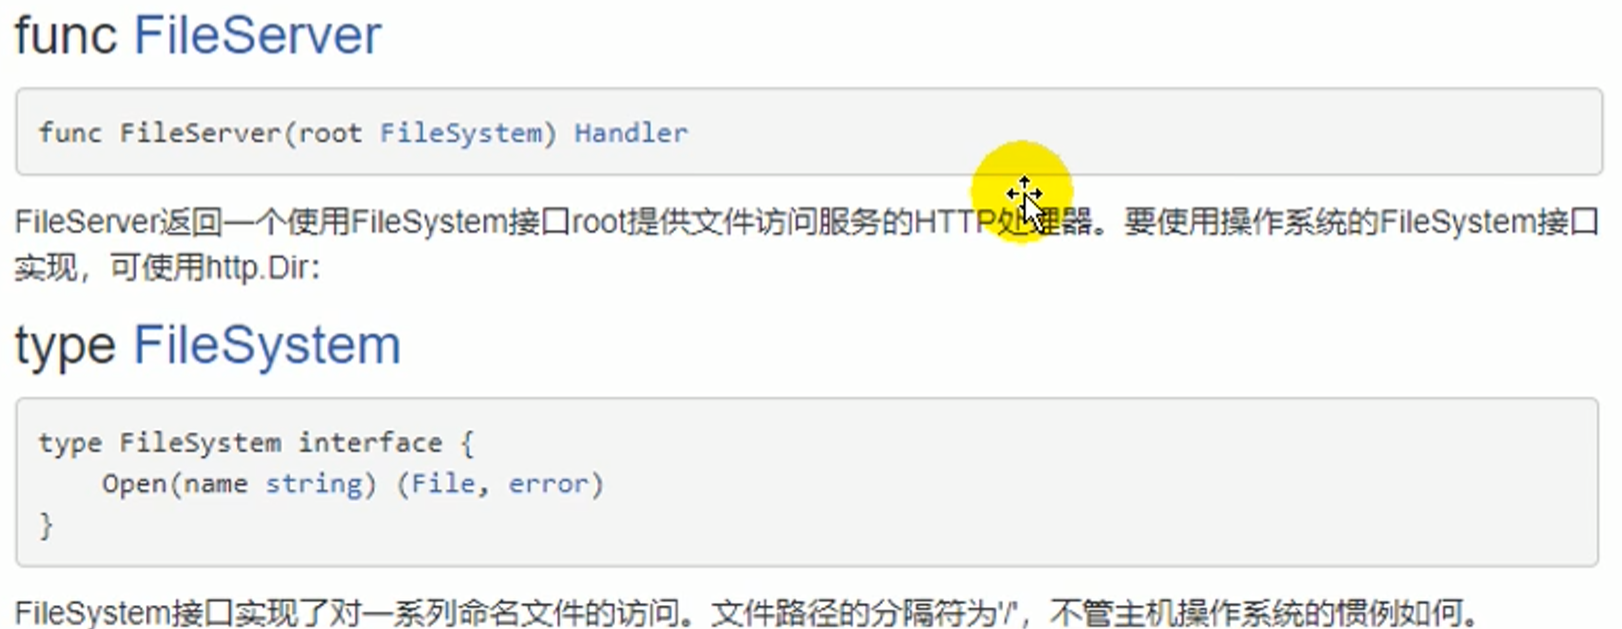 func FileServer
func FileServer(root FileSystem) Handler
FileServer返回一个使用FileSystem接口root提供文件访问服务的HTTP处理器。要使用操作系统的FileSystem接口
实现，可使用http.Dir：
type FileSystem
type FileSystem interface {
    Open(name string) (File, error)
}
FileSystem接口实现了对一系列命名文件的访问。文件路径的分隔符为'/'，不管主机操作系统的惯例如何。